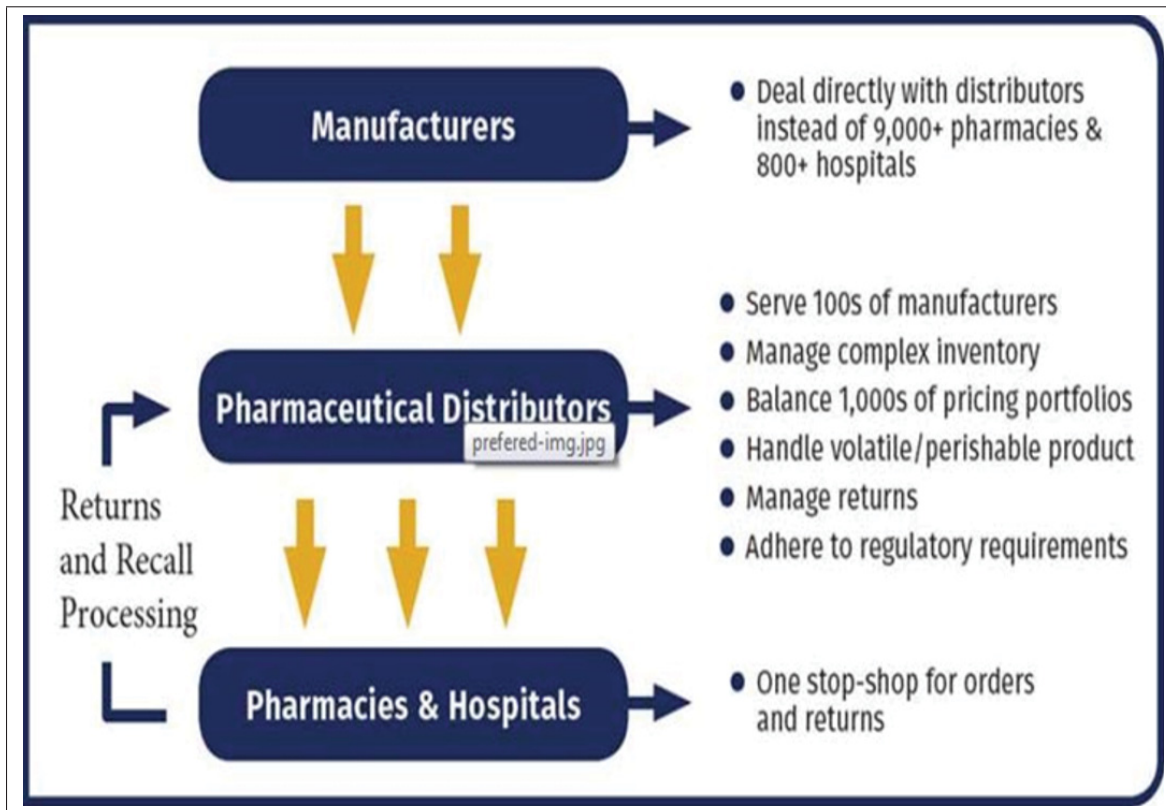 Manufacturers
● Deal directly with distributors
instead of 9,000+ pharmacies &
800+ hospitals
Pharmaceutical Distributors
prefered-img.jpg
● Serve 100s of manufacturers
● Manage complex inventory
● Balance 1,000s of pricing portfolios
● Handle volatile/perishable product
● Manage returns
● Adhere to regulatory requirements
Returns
and Recall
Processing
Pharmacies & Hospitals
● One stop-shop for orders
and returns